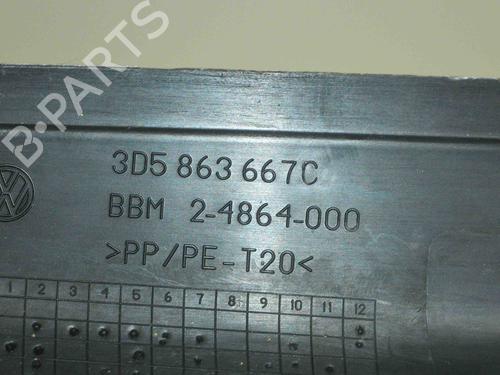 B-PARTS
3D5 863 667C
BBM 2-4864-000
>PP/PE-T20<
1 2 3 4 5 6 7 8 9 10 11 12